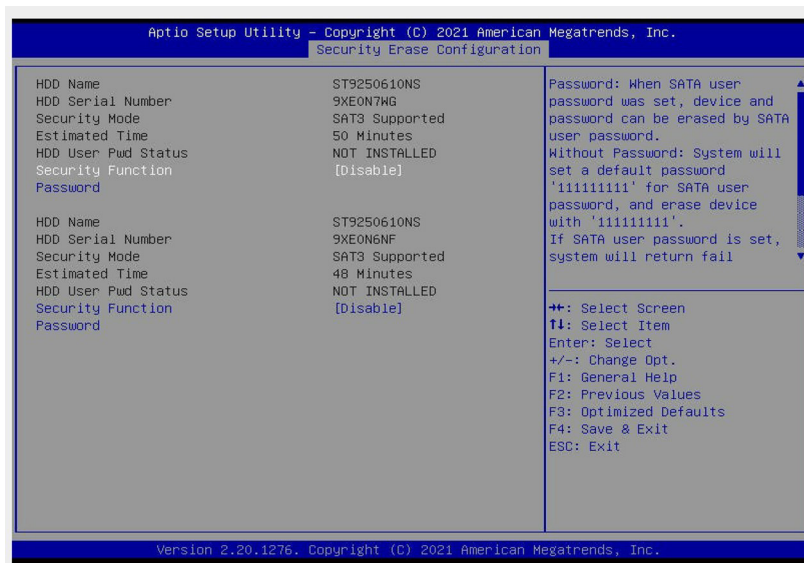 Aptio Setup Utility – Copyright (C) 2021 American Megatrends, Inc.
Security Erase Configuration
HDD Name ST9250610NS
HDD Serial Number 9XE0N7WG
Security Mode SAT3 Supported
Estimated Time 50 Minutes
HDD User Pwd Status NOT INSTALLED
Security Function [Disable]
Password
HDD Name ST9250610NS
HDD Serial Number 9XE0N6NF
Security Mode SAT3 Supported
Estimated Time 48 Minutes
HDD User Pwd Status NOT INSTALLED
Security Function [Disable]
Password
Password: When SATA user
password was set, device and
password can be erased by SATA
user password.
Without Password: System will
set a default password
'111111111' for SATA user
password, and erase device
with '111111111'.
If SATA user password is set,
system will return fail
→←: Select Screen
↑↓: Select Item
Enter: Select
+/-: Change Opt.
F1: General Help
F2: Previous Values
F3: Optimized Defaults
F4: Save & Exit
ESC: Exit
Version 2.20.1276. Copyright (C) 2021 American Megatrends, Inc.